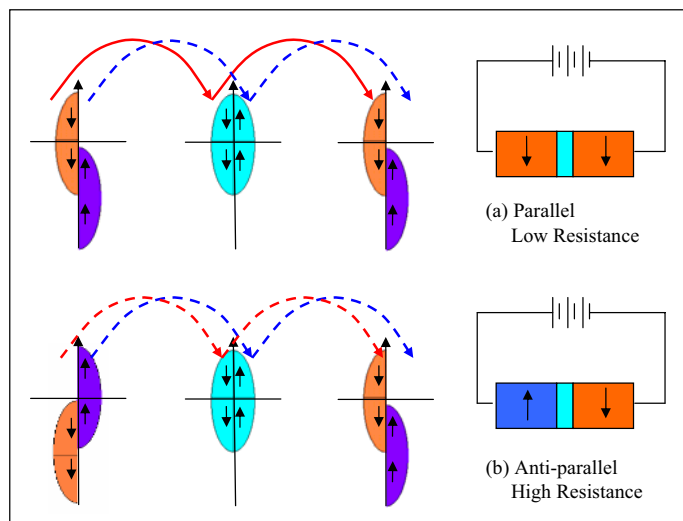 (a) Parallel
Low Resistance
(b) Anti-parallel
High Resistance